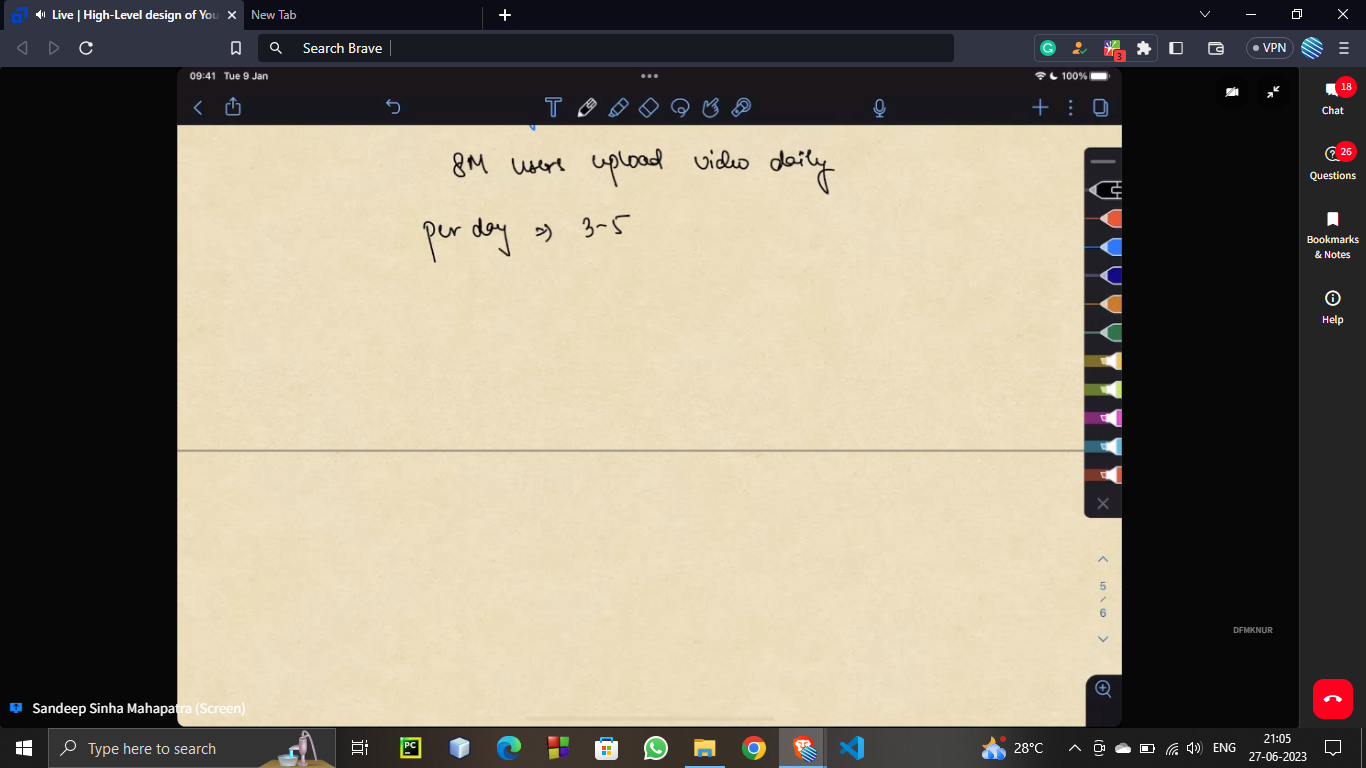 Live | High-Level design of You
New Tab
Search Brave
3
VPN
09:41 Tue 9 Jan
100%
8M users upload video daily
per day => 3-5
18
Chat
26
Questions
Bookmarks
& Notes
Help
5
6
DFMKNUR
Sandeep Sinha Mahapatra (Screen)
Type here to search
PC
28°C
ENG
21:05
27-06-2023